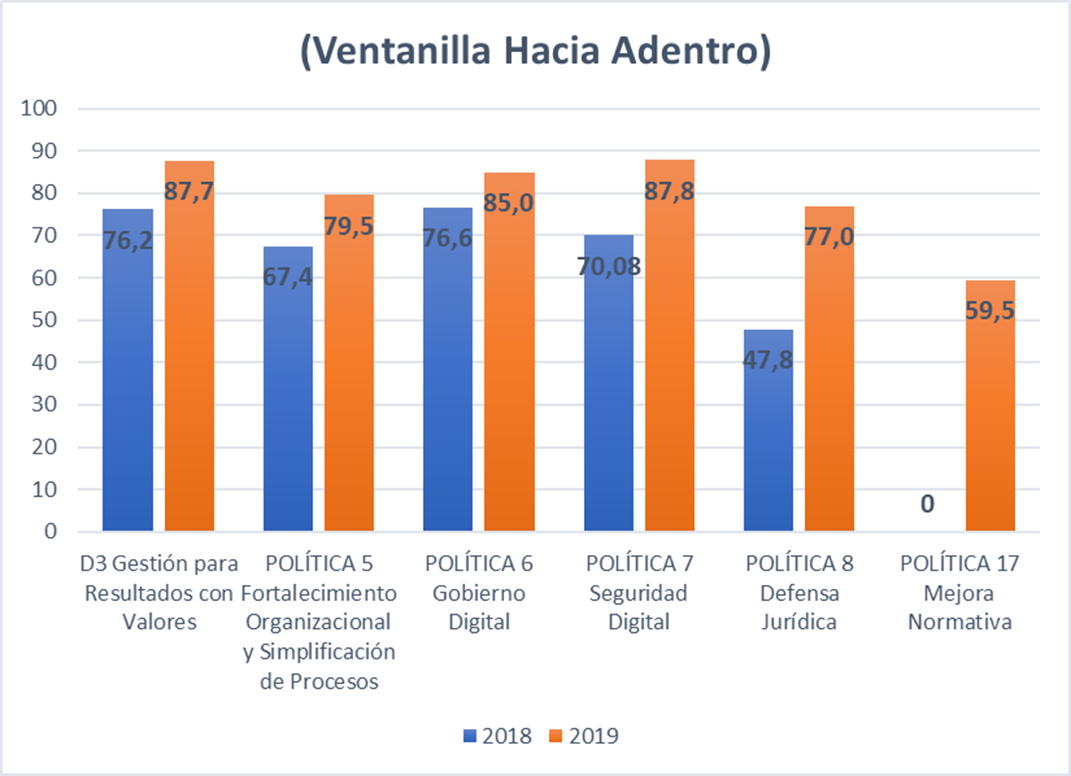 (Ventanilla Hacia Adentro)
100
90
80
70
60
50
40
30
20
10
0
76,2
87,7
67,4
79,5
76,6
85,0
70,08
87,8
47,8
77,0
0
59,5
D3 Gestión para
Resultados con
Valores
POLÍTICA 5
Fortalecimiento
Organizacional
y Simplificación
de Procesos
POLÍTICA 6
Gobierno
Digital
POLÍTICA 7
Seguridad
Digital
POLÍTICA 8
Defensa
Jurídica
POLÍTICA 17
Mejora
Normativa
2018
2019